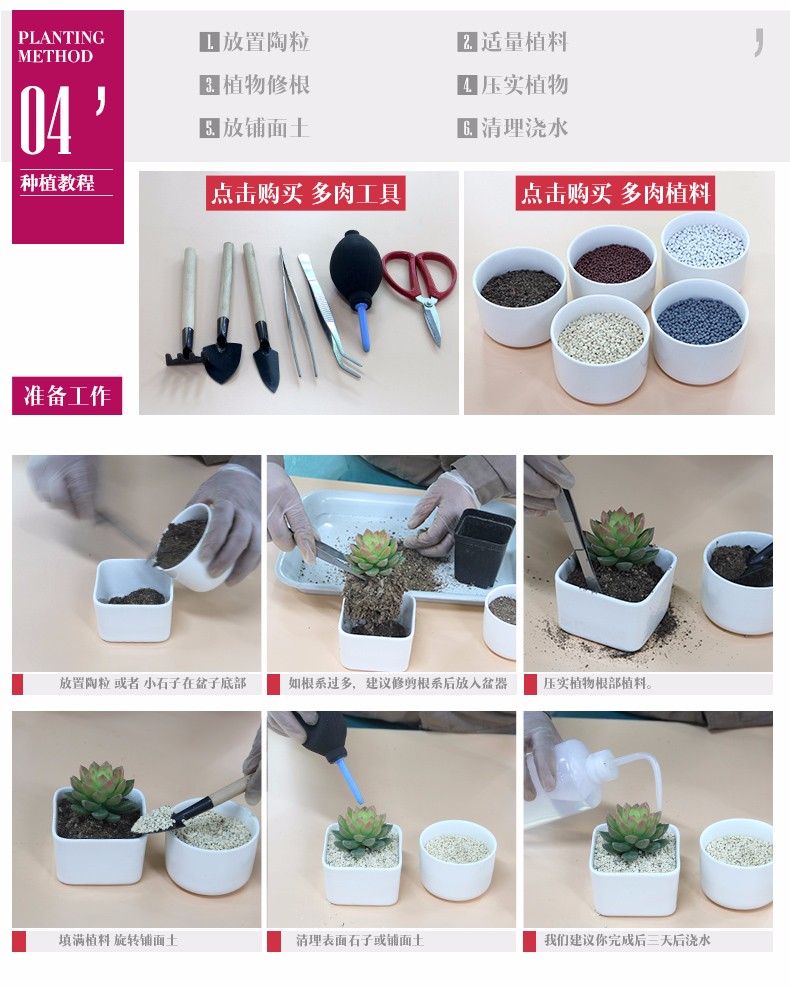 PLANTING
METHOD
04 ’
种植教程
1. 放置陶粒
2. 适量植料
3. 植物修根
4. 压实植物
5. 放铺面土
6. 清理浇水
点击购买 多肉工具
点击购买 多肉植料
准备工作
放置陶粒 或者 小石子在盆子底部
如根系过多，建议修剪根系后放入盆器
压实植物根部植料。
填满植料 旋转铺面土
清理表面石子或铺面土
我们建议你完成后三天后浇水